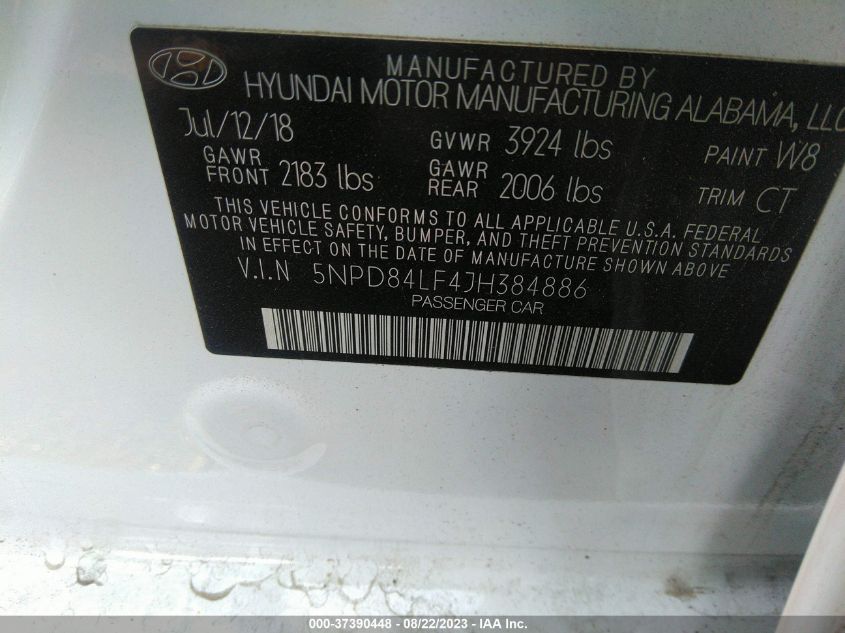 MANUFACTURED BY
HYUNDAI MOTOR MANUFACTURING ALABAMA, LLC
Jul/12/18 GVWR 3924 lbs PAINT W8
GAWR FRONT 2183 lbs GAWR REAR 2006 lbs TRIM CT
THIS VEHICLE CONFORMS TO ALL APPLICABLE U.S.A. FEDERAL
MOTOR VEHICLE SAFETY, BUMPER, AND THEFT PREVENTION STANDARDS
IN EFFECT ON THE DATE OF MANUFACTURE SHOWN ABOVE
V.I.N 5NPD84LF4JH384886
PASSENGER CAR
000-37390448 - 08/22/2023 - IAA Inc.